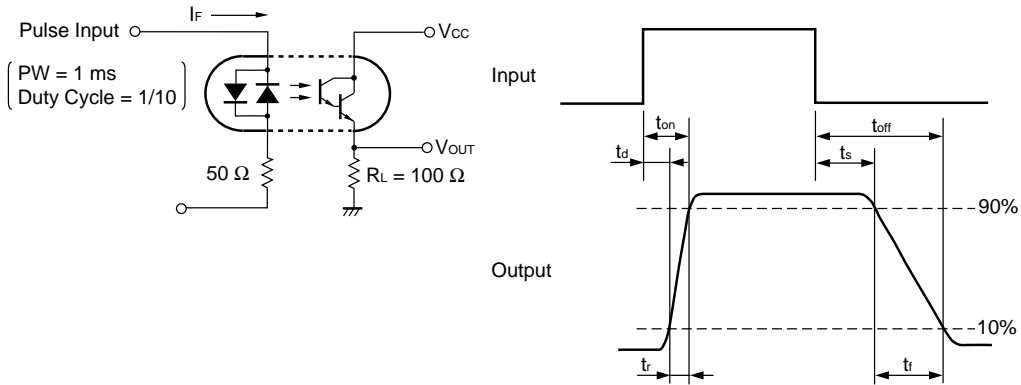 IF
Pulse Input
VCC
PW = 1 ms
Duty Cycle = 1/10
VOUT
50 Ω
RL = 100 Ω
Input
ton
toff
td
ts
90%
Output
10%
tr
tf